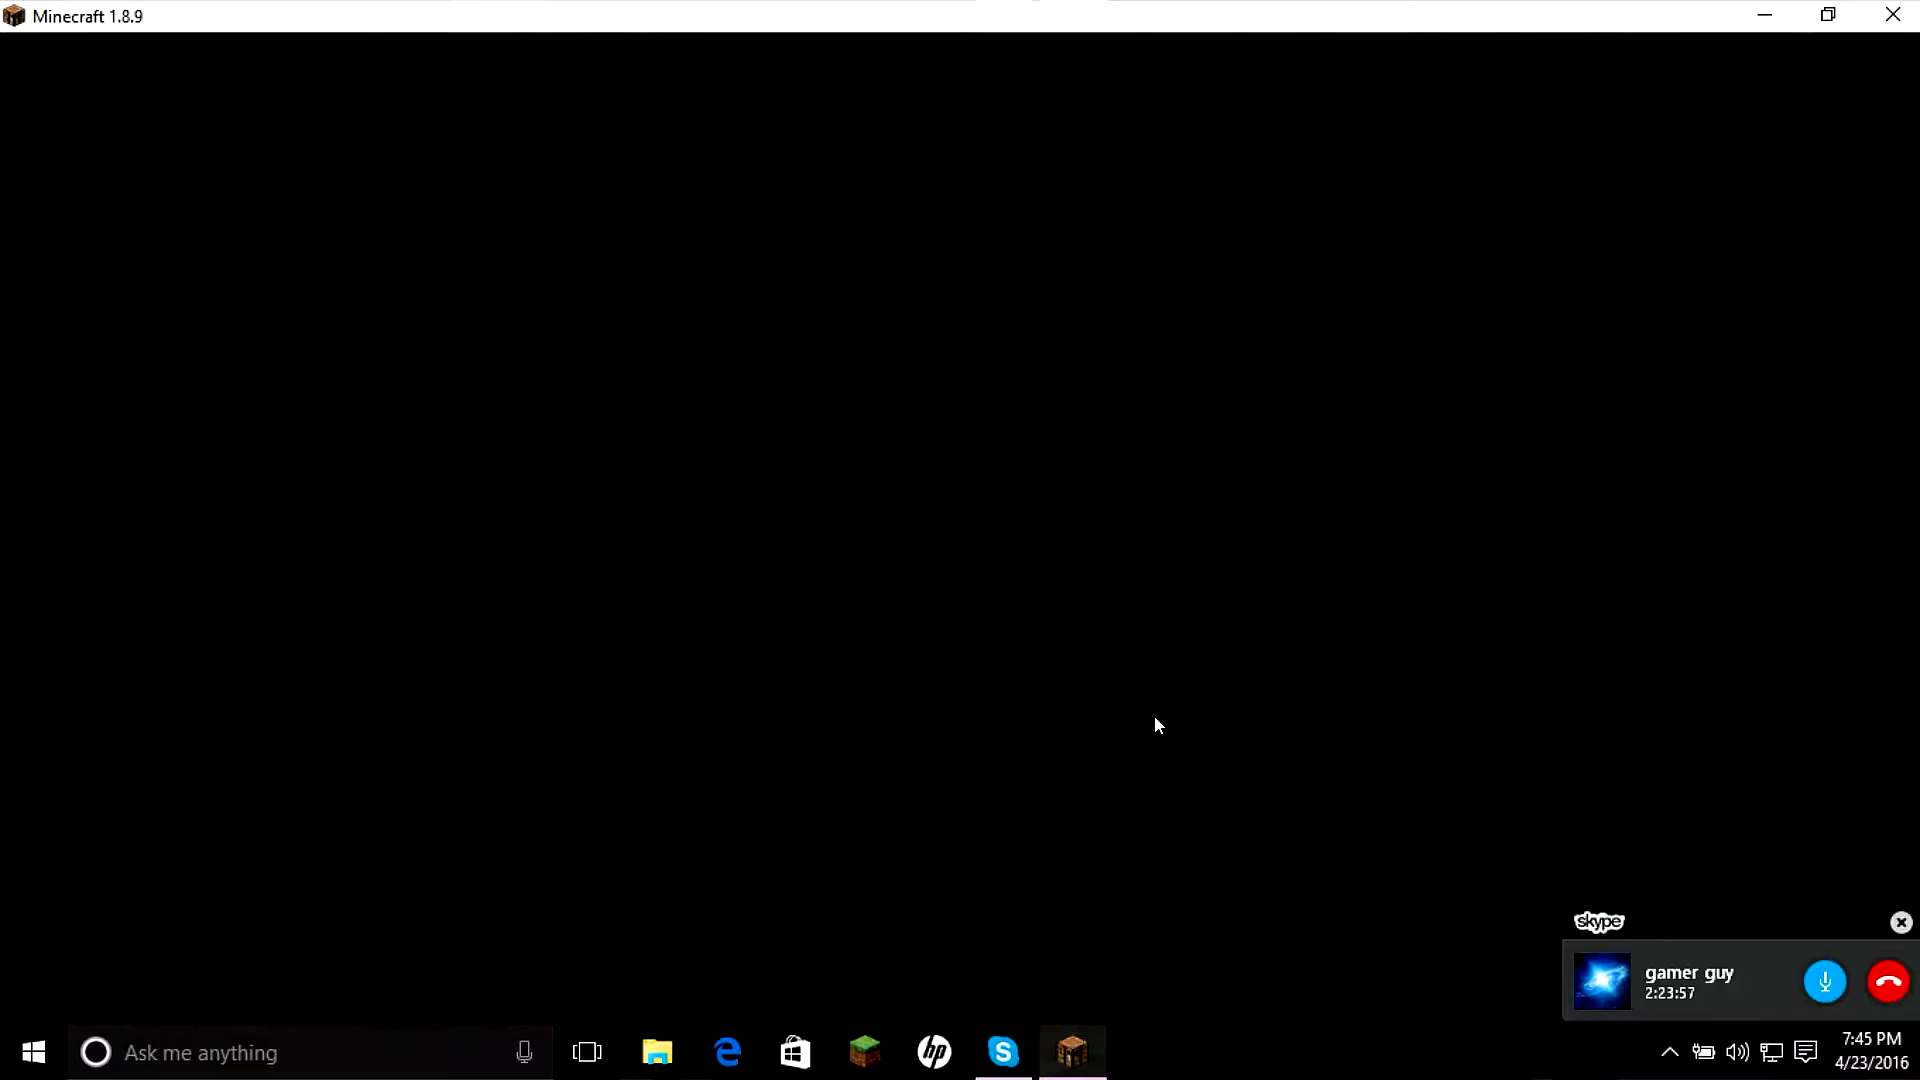 Minecraft 1.8.9
skype
gamer guy
2:23:57
Ask me anything
hp
S
7:45 PM
4/23/2016